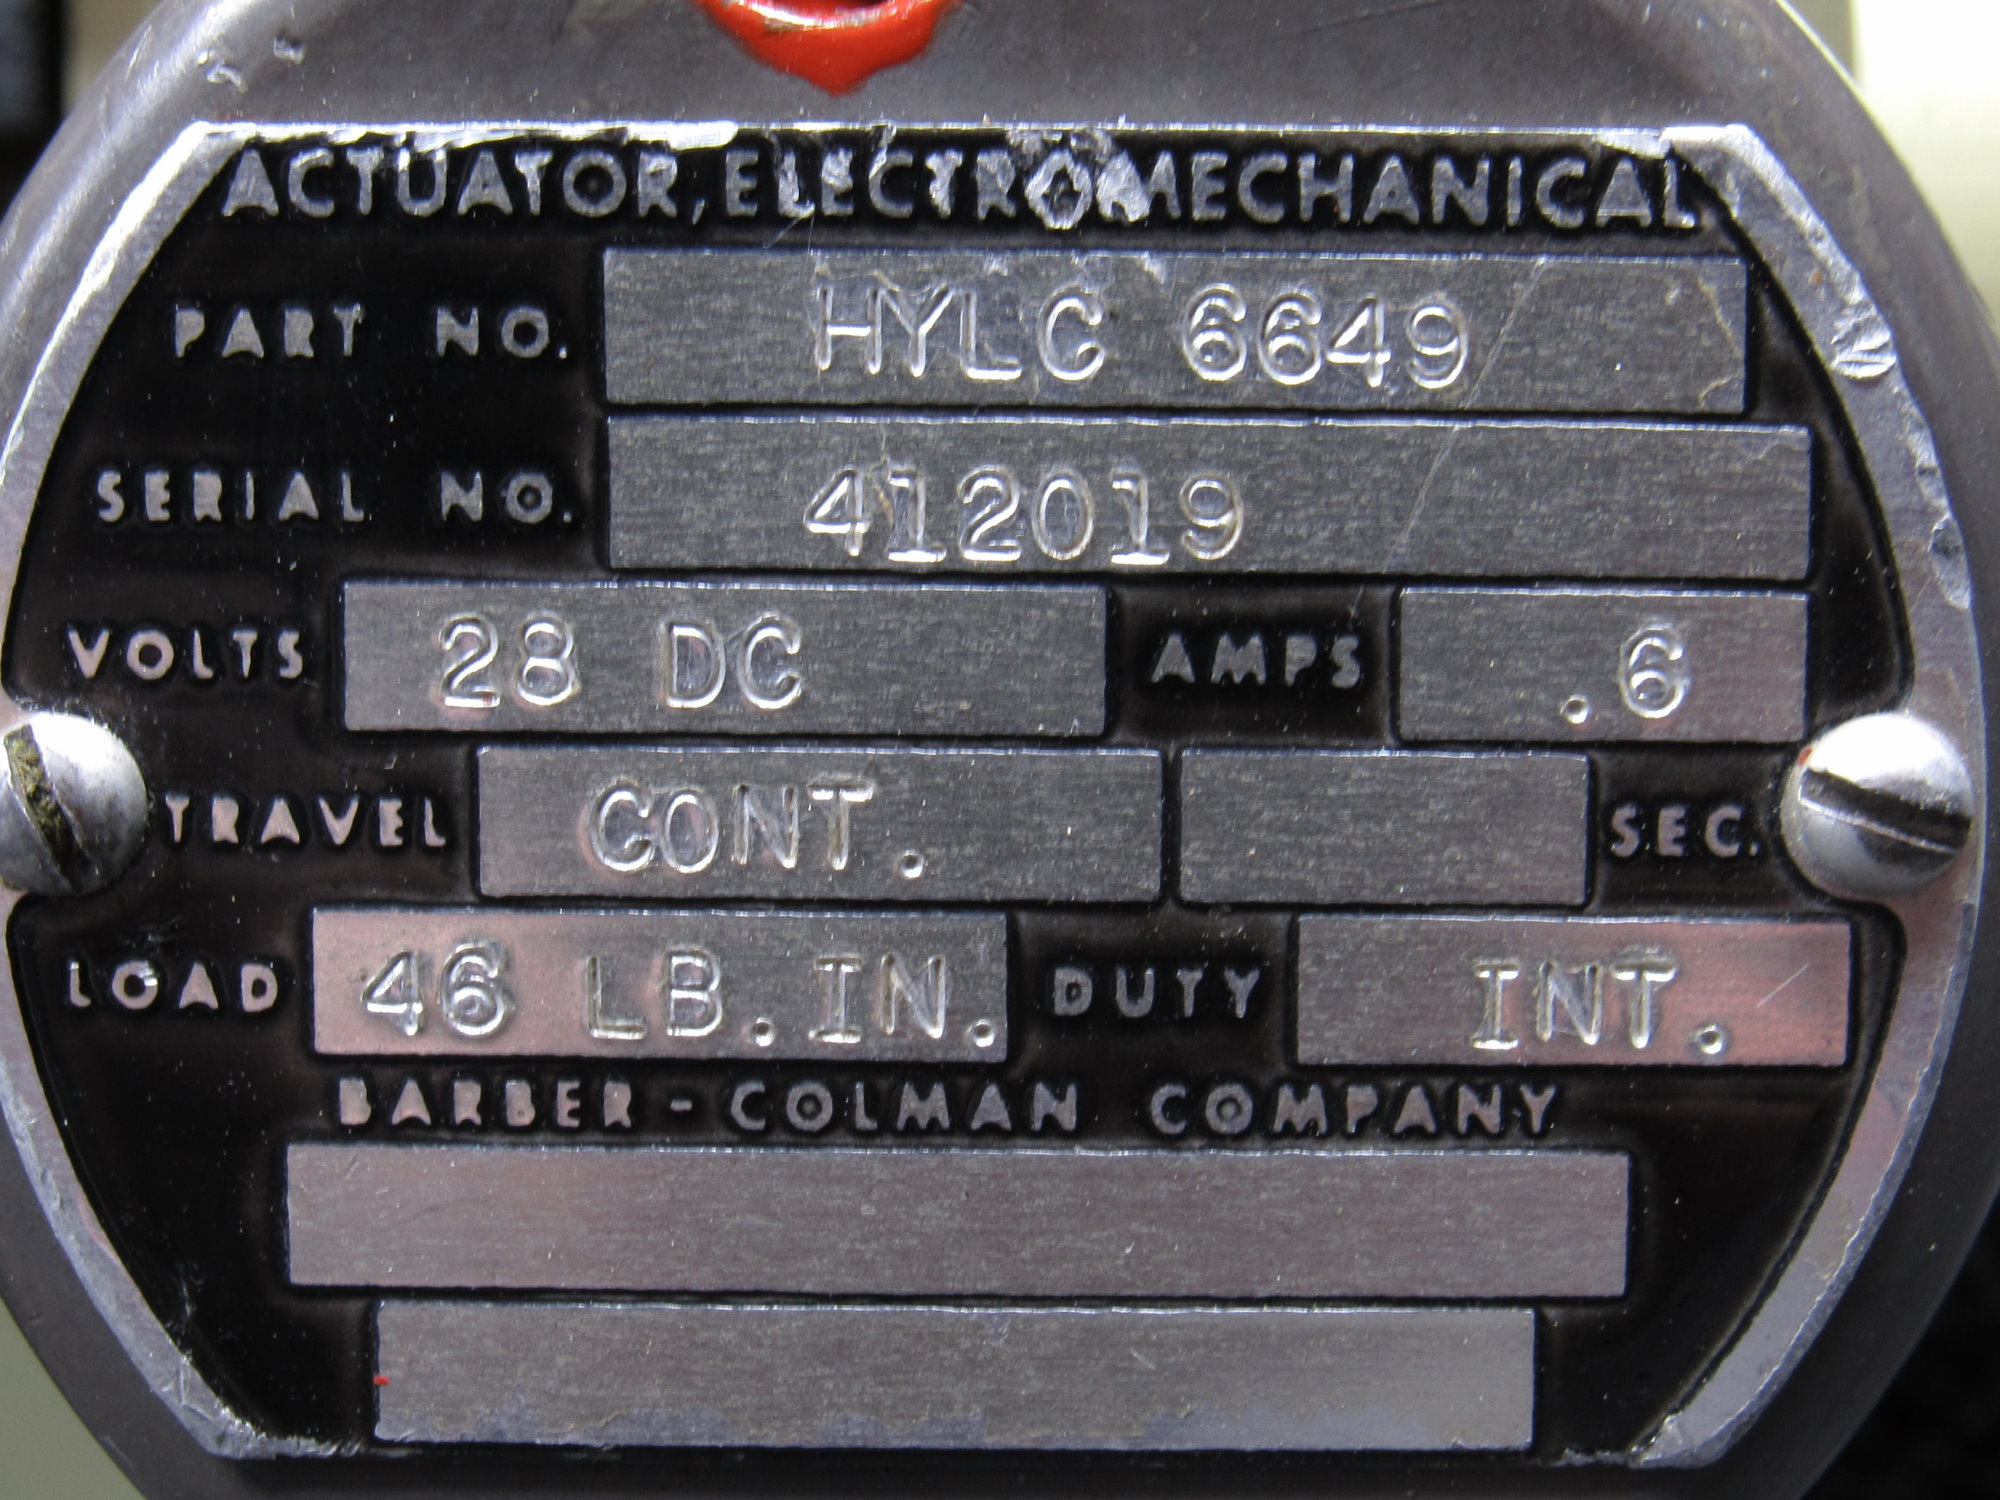 ACTUATOR, ELECTROMECHANICAL
PART NO. HYLC 6649
SERIAL NO. 412019
VOLTS 28 DC AMPS .6
TRAVEL CONT. SEC.
LOAD 46 LB.IN. DUTY INT.
BARBER-COLMAN COMPANY